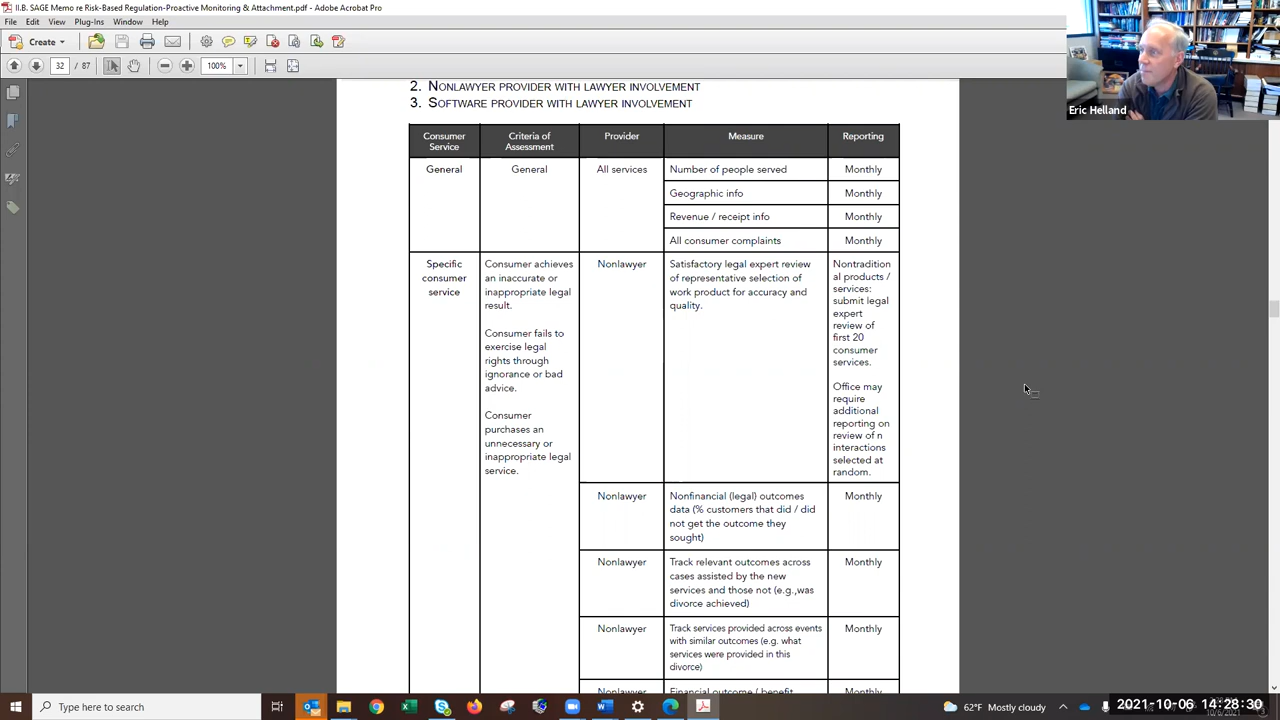 II.B. SAGE Memo re Risk-Based Regulation-Proactive Monitoring & Attachment.pdf - Adobe Acrobat Pro
File Edit View Plug-Ins Window Help
Create
32 / 87
100%
Eric Helland
2. Nonlawyer provider with lawyer involvement
3. Software provider with lawyer involvement
Consumer Service
Criteria of Assessment
Provider
Measure
Reporting
General
General
All services
Number of people served
Monthly
Geographic info
Monthly
Revenue / receipt info
Monthly
All consumer complaints
Monthly
Specific
consumer
service
Consumer achieves
an inaccurate or
inappropriate legal
result.
Consumer fails to
exercise legal
rights through
ignorance or bad
advice.
Consumer
purchases an
unnecessary or
inappropriate legal
service.
Nonlawyer
Satisfactory legal expert review
of representative selection of
work product for accuracy and
quality.
Nontradition
al products /
services:
submit legal
expert
review of
first 20
consumer
services.
Office may
require
additional
reporting on
review of n
interactions
selected at
random.
Nonlawyer
Nonfinancial (legal) outcomes
data (% customers that did / did
not get the outcome they
sought)
Monthly
Nonlawyer
Track relevant outcomes across
cases assisted by the new
services and those not (e.g.,was
divorce achieved)
Monthly
Nonlawyer
Track services provided across events
with similar outcomes (e.g. what
services were provided in this
divorce)
Monthly
Nonlawyer
Financial outcome / benefit
Monthly
Type here to search
62°F Mostly cloudy
2021-10-06 14:28:30